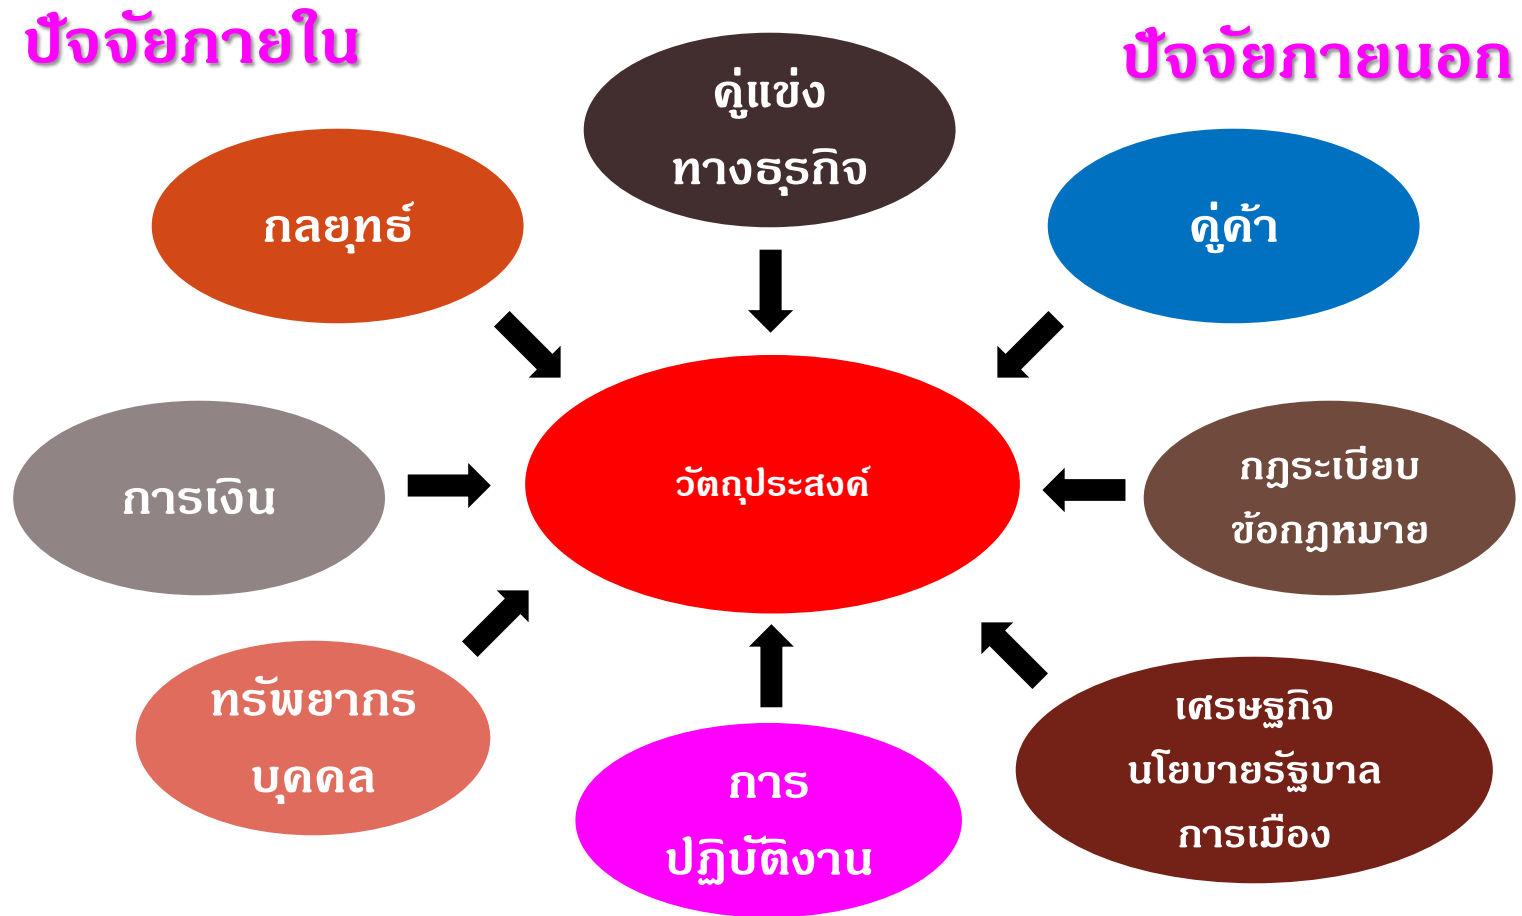 ปัจจัยภายใน
ปัจจัยภายนอก
คู่แข่ง
ทางธุรกิจ
กลยุทธ์
คู่ค้า
การเงิน
วัตถุประสงค์
กฎระเบียบ
ข้อกฎหมาย
ทรัพยากร
บุคคล
การ
ปฏิบัติงาน
เศรษฐกิจ
นโยบายรัฐบาล
การเมือง